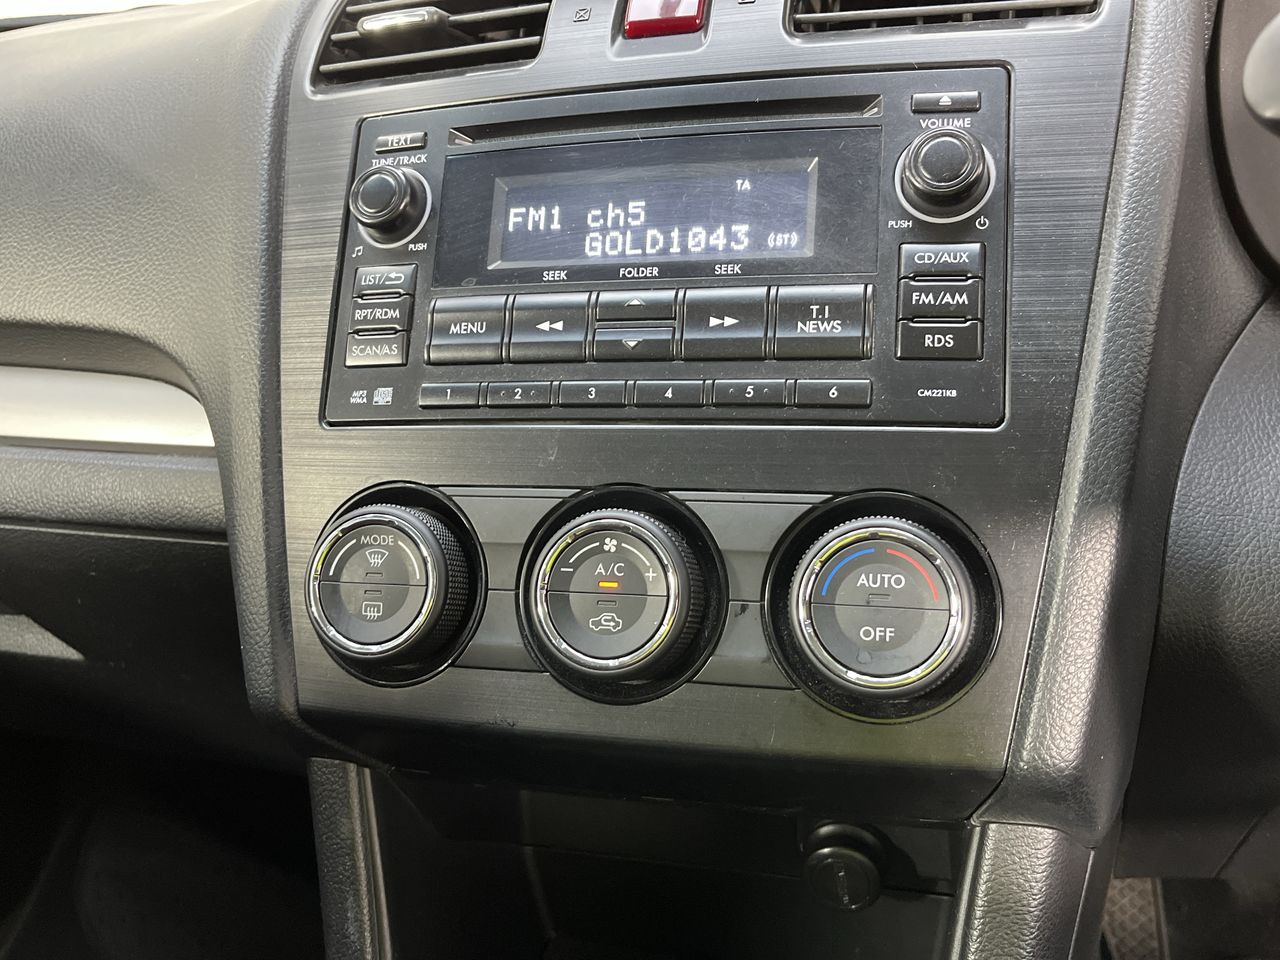 TEXT
VOLUME
TUNE/TRACK
TA
FM1 ch5
GOLD1043 ((ST))
PUSH
PUSH
SEEK FOLDER SEEK
LIST/
CD/AUX
RPT/RDM
MENU
T.I
NEWS
FM/AM
SCAN/A.S
RDS
MP3
WMA
1 2 3 4 5 6
CM221KB
MODE
A/C
- +
AUTO
OFF